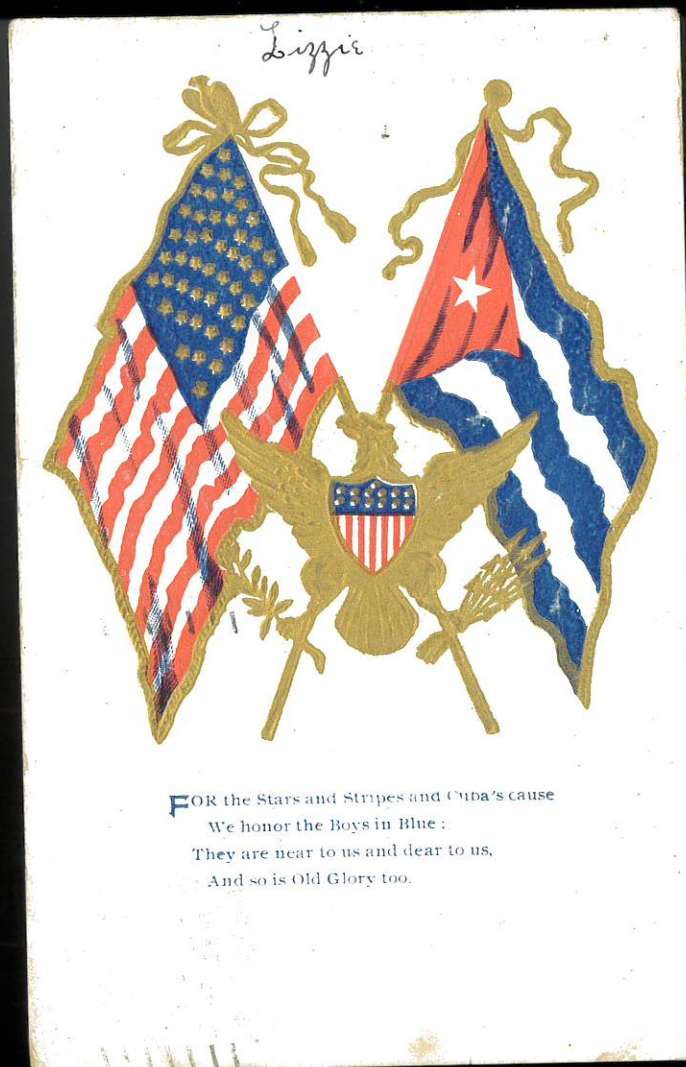 Lizzie
FOR the Stars and Stripes and Cuba's cause
We honor the Boys in Blue ;
They are near to us and dear to us,
And so is Old Glory too.